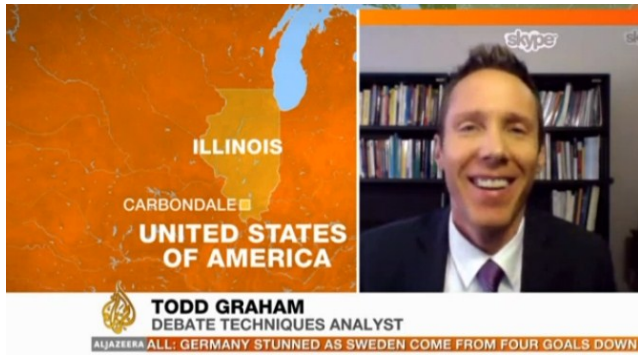 skype
ILLINOIS
CARBONDALE
UNITED STATES
OF AMERICA
TODD GRAHAM
DEBATE TECHNIQUES ANALYST
ALJAZEERA ALL: GERMANY STUNNED AS SWEDEN COME FROM FOUR GOALS DOWN